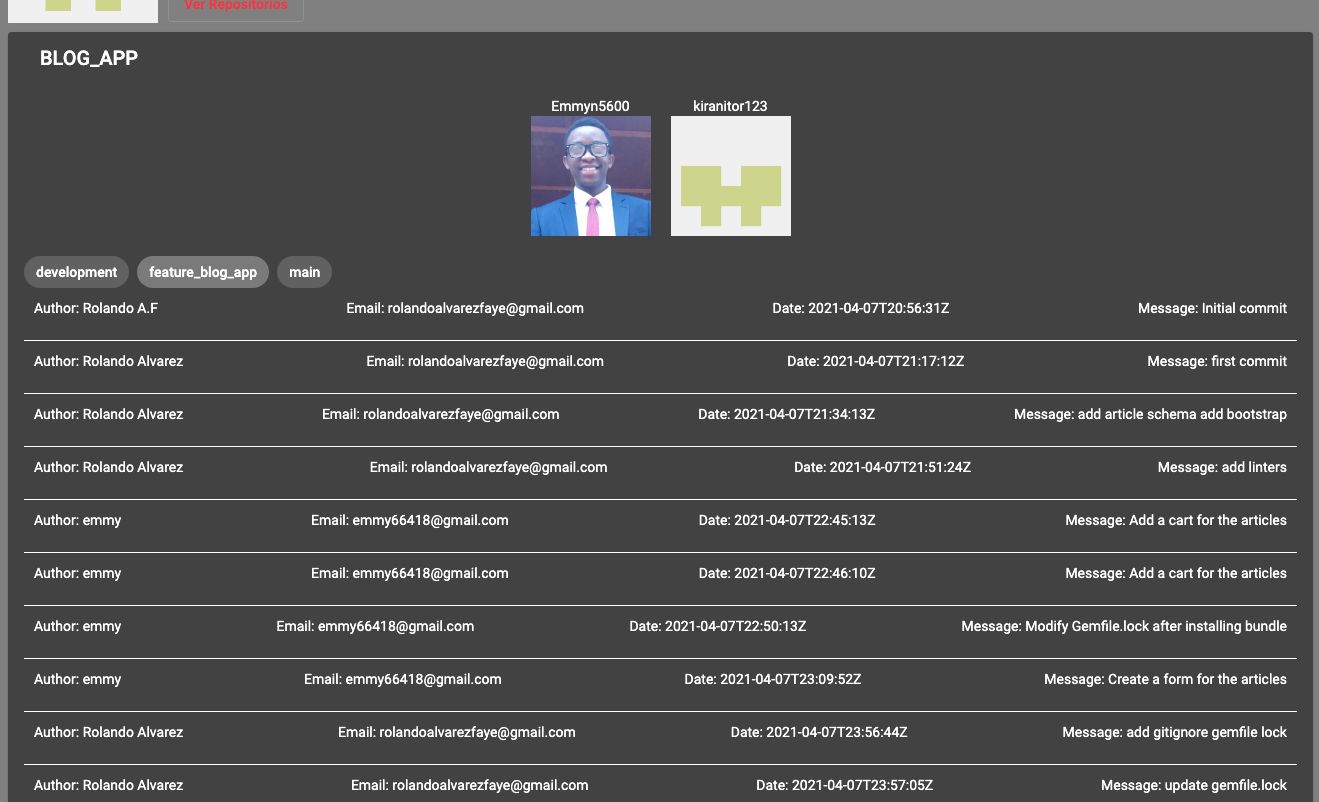 Ver Repositorios
BLOG_APP
Emmyn5600 kiranitor123
development feature_blog_app main
Author: Rolando A.F Email: rolandoalvarezfaye@gmail.com Date: 2021-04-07T20:56:31Z Message: Initial commit
Author: Rolando Alvarez Email: rolandoalvarezfaye@gmail.com Date: 2021-04-07T21:17:12Z Message: first commit
Author: Rolando Alvarez Email: rolandoalvarezfaye@gmail.com Date: 2021-04-07T21:34:13Z Message: add article schema add bootstrap
Author: Rolando Alvarez Email: rolandoalvarezfaye@gmail.com Date: 2021-04-07T21:51:24Z Message: add linters
Author: emmy Email: emmy66418@gmail.com Date: 2021-04-07T22:45:13Z Message: Add a cart for the articles
Author: emmy Email: emmy66418@gmail.com Date: 2021-04-07T22:46:10Z Message: Add a cart for the articles
Author: emmy Email: emmy66418@gmail.com Date: 2021-04-07T22:50:13Z Message: Modify Gemfile.lock after installing bundle
Author: emmy Email: emmy66418@gmail.com Date: 2021-04-07T23:09:52Z Message: Create a form for the articles
Author: Rolando Alvarez Email: rolandoalvarezfaye@gmail.com Date: 2021-04-07T23:56:44Z Message: add gitignore gemfile lock
Author: Rolando Alvarez Email: rolandoalvarezfaye@gmail.com Date: 2021-04-07T23:57:05Z Message: update gemfile.lock